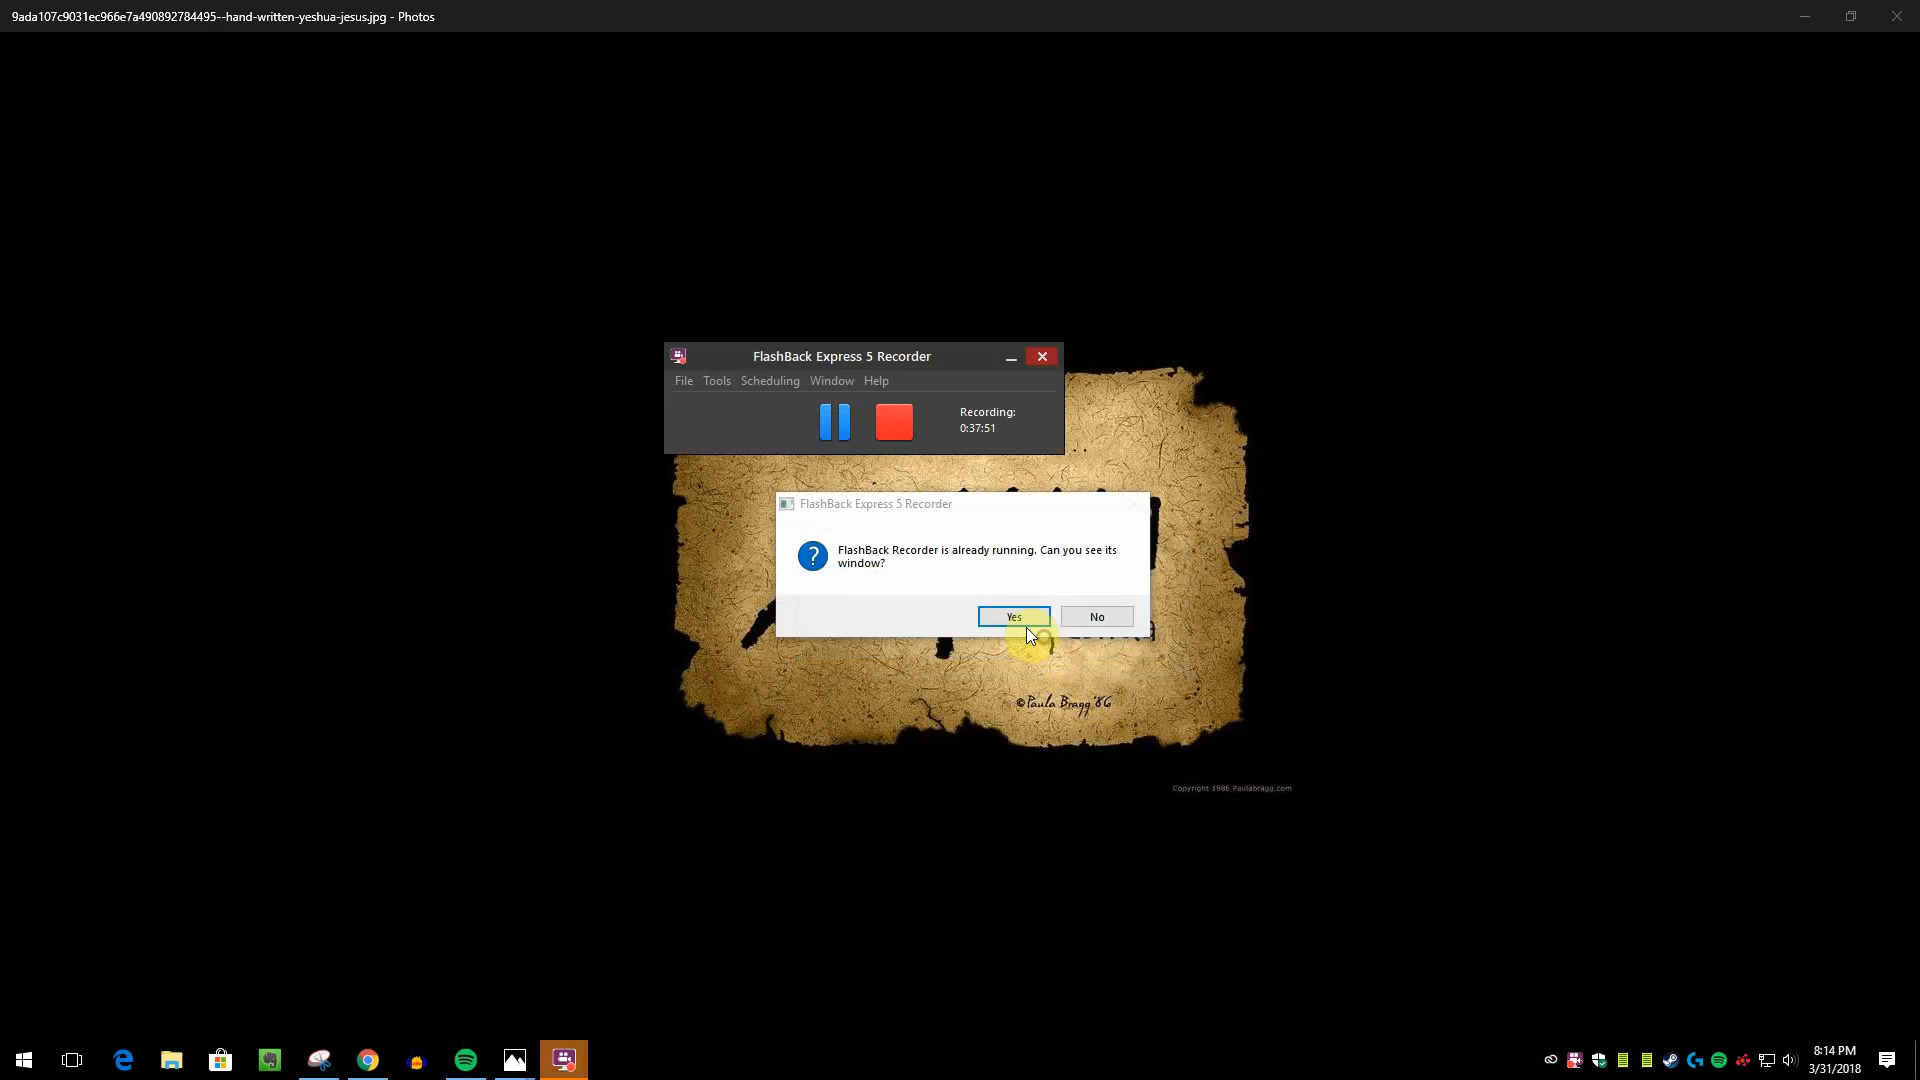 9ada107c9031ec966e7a490892784495--hand-written-yeshua-jesus.jpg - Photos
FlashBack Express 5 Recorder
File Tools Scheduling Window Help
Recording:
0:37:51
FlashBack Express 5 Recorder
FlashBack Recorder is already running. Can you see its
window?
Yes No
©Paula Bragg '86
Copyright 1986 Paulabragg.com
8:14 PM
3/31/2018